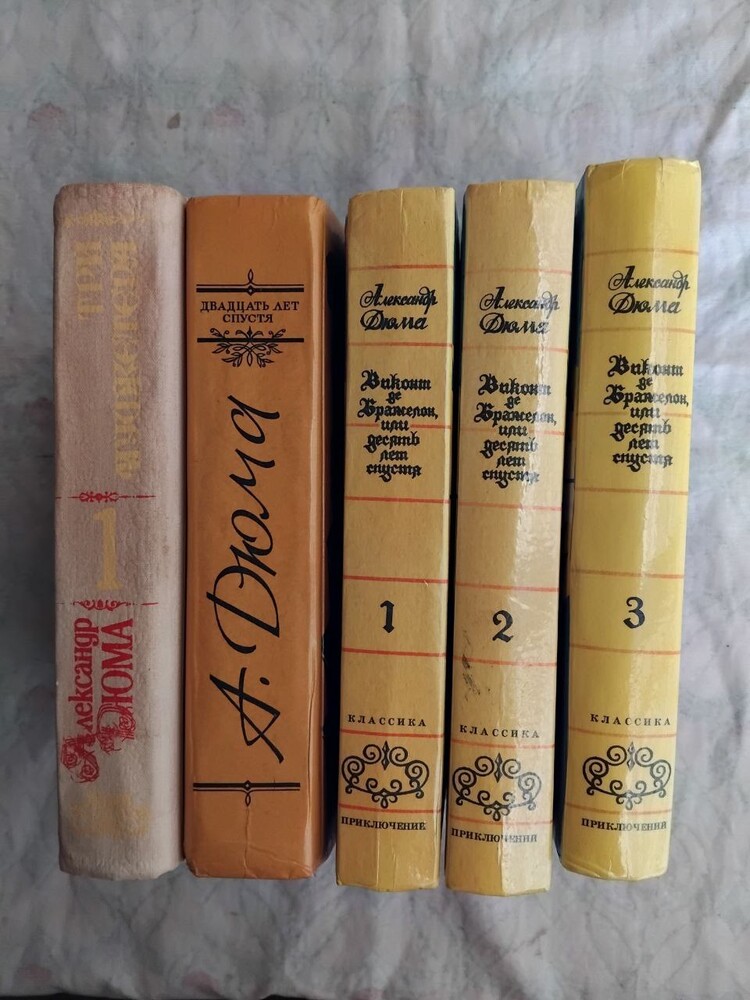 ТРИ
МУШКЕТЕРА
1
Александр
ДЮМА
ДВАДЦАТЬ ЛЕТ
СПУСТЯ
А. Дюма
Александр
Дюма
Виконт
де
Бражелон,
или
десять
лет
спустя
1
КЛАССИКА
ПРИКЛЮЧЕНИЕ
Александр
Дюма
Виконт
де
Бражелон,
или
десять
лет
спустя
2
КЛАССИКА
ПРИКЛЮЧЕНИЙ
Александр
Дюма
Виконт
де
Бражелон,
или
десять
лет
спустя
3
КЛАССИКА
ПРИКЛЮЧЕНИЙ